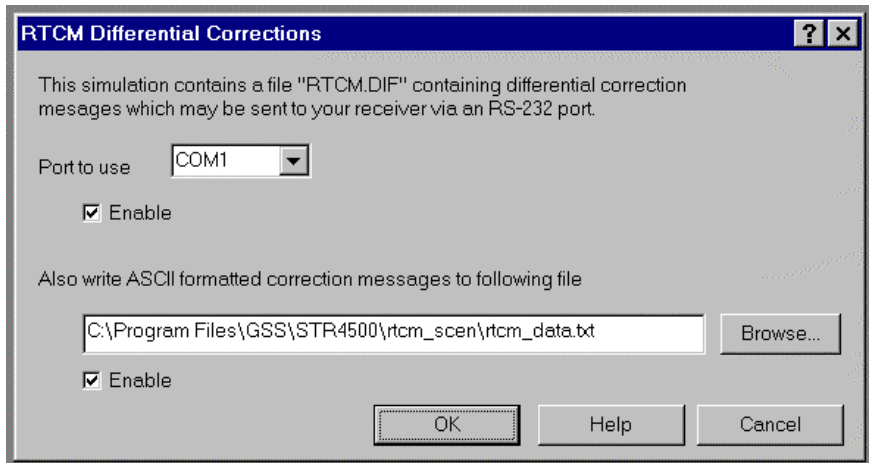 RTCM Differential Corrections
This simulation contains a file "RTCM.DIF" containing differential correction
mesages which may be sent to your receiver via an RS-232 port.
Port to use COM1
Enable
Also write ASCII formatted correction messages to following file
C:\Program Files\GSS\STR4500\rtcm_scen\rtcm_data.txt Browse...
Enable
OK Help Cancel